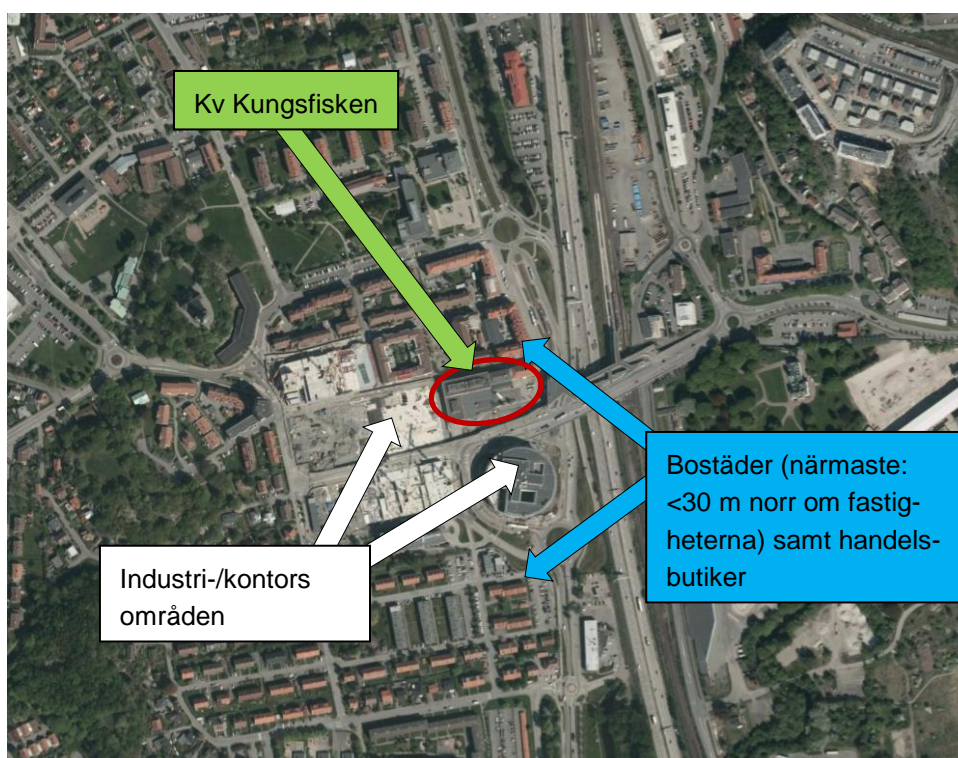 Kv Kungsfisken
Bostäder (närmaste:
<30 m norr om fastig-
heterna) samt handels-
butiker
Industri-/kontors
områden